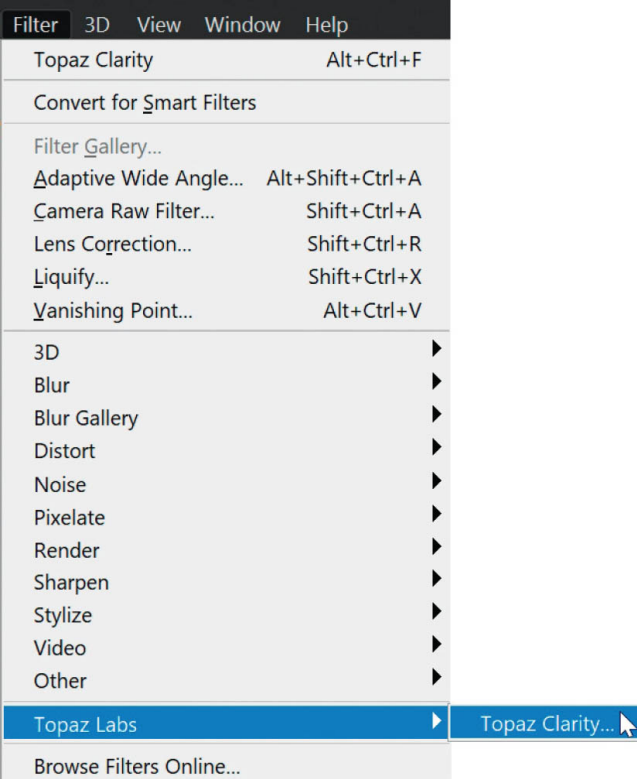 Filter 3D View Window Help
Topaz Clarity Alt+Ctrl+F
Convert for Smart Filters
Filter Gallery...
Adaptive Wide Angle... Alt+Shift+Ctrl+A
Camera Raw Filter... Shift+Ctrl+A
Lens Correction... Shift+Ctrl+R
Liquify... Shift+Ctrl+X
Vanishing Point... Alt+Ctrl+V
3D
Blur
Blur Gallery
Distort
Noise
Pixelate
Render
Sharpen
Stylize
Video
Other
Topaz Labs Topaz Clarity...
Browse Filters Online...